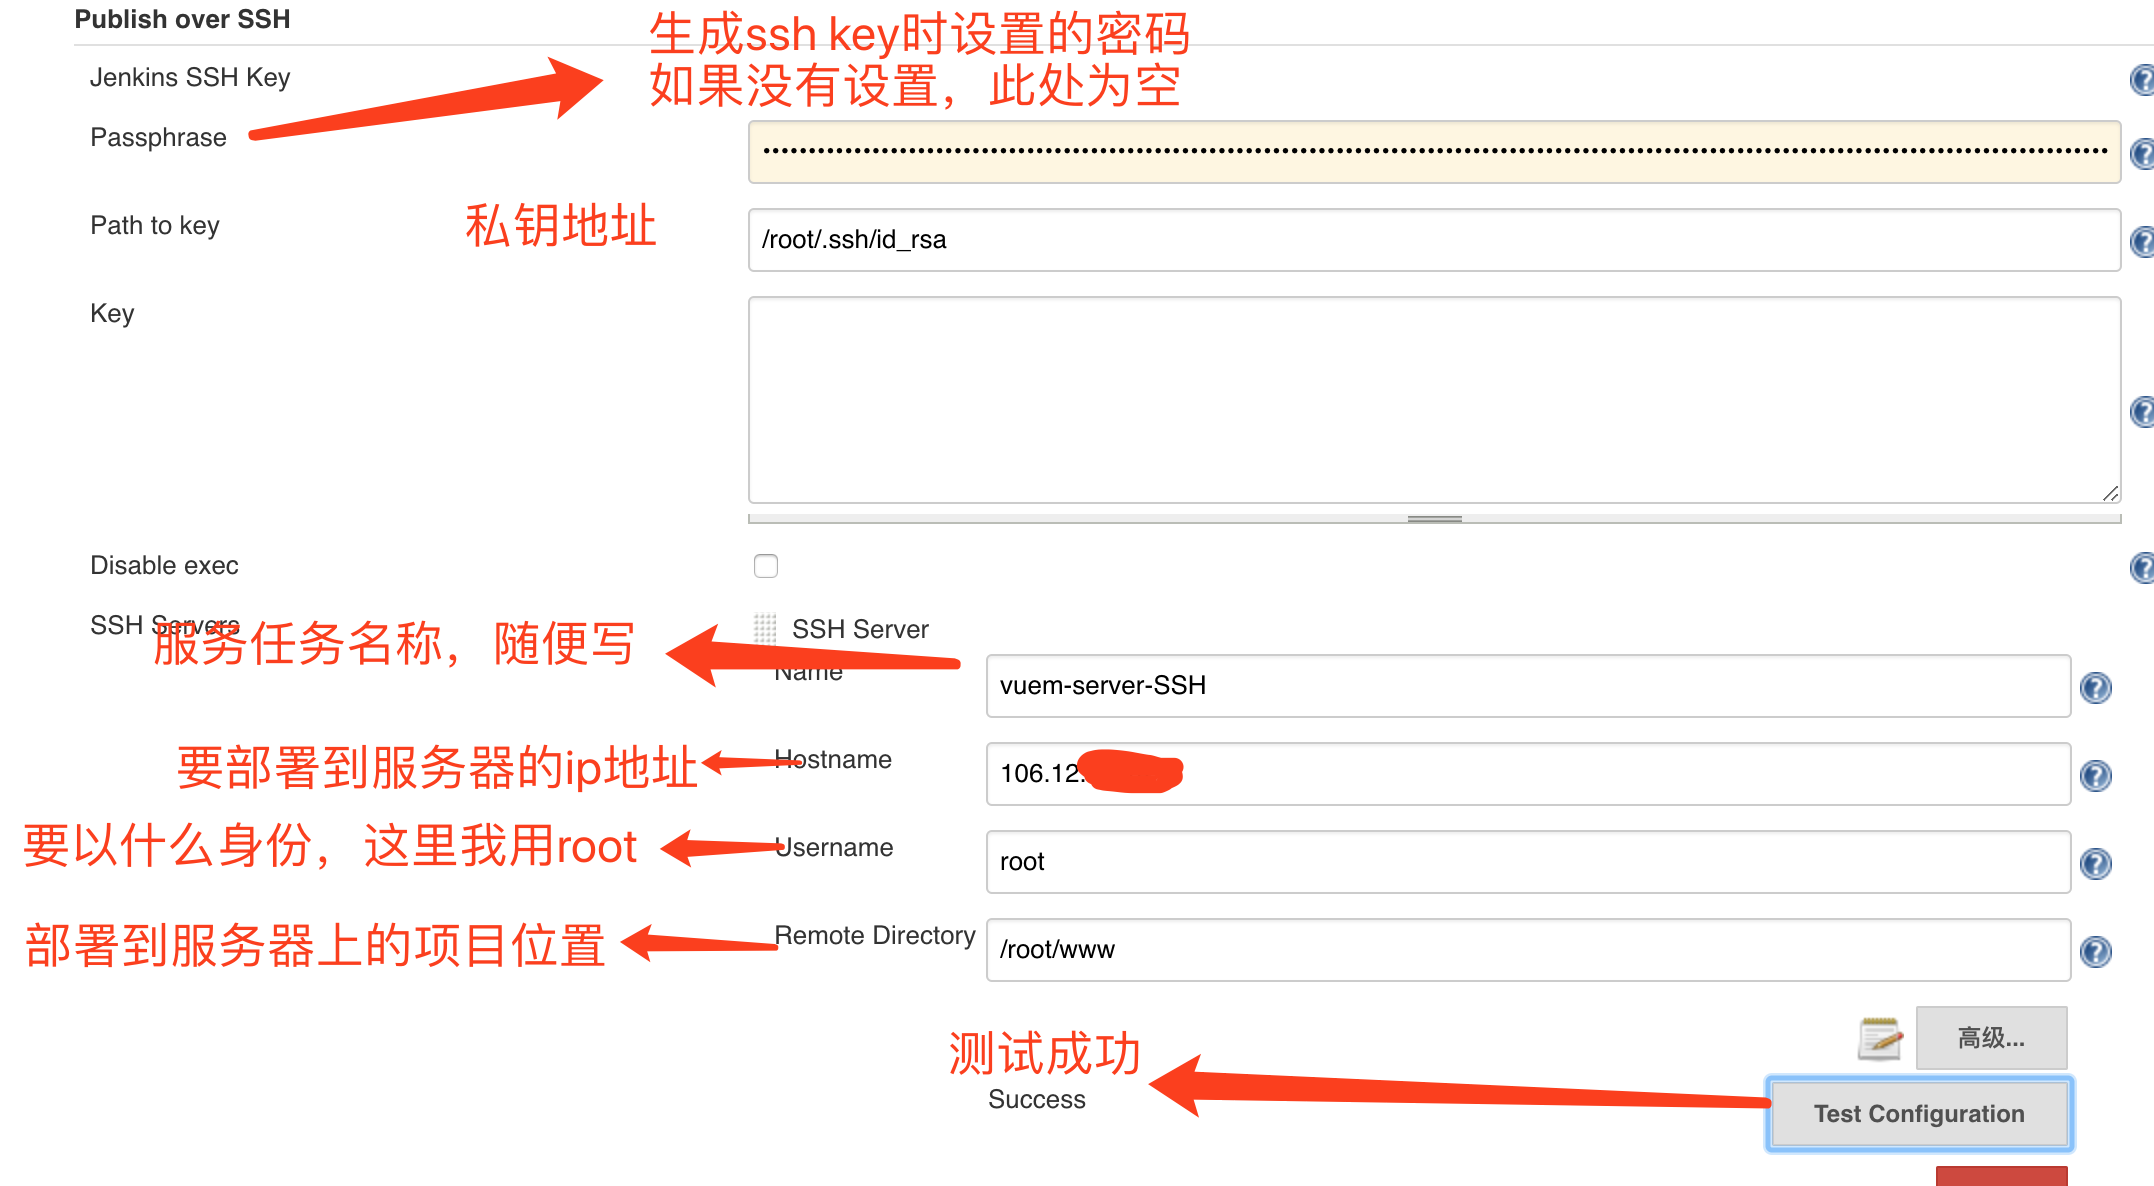 Publish over SSH
生成ssh key时设置的密码
如果没有设置，此处为空
Jenkins SSH Key
Passphrase
Path to key
私钥地址
/root/.ssh/id_rsa
Key
Disable exec
SSH Servers
服务任务名称，随便写
SSH Server
Name
vuem-server-SSH
要部署到服务器的ip地址
Hostname
106.12.
要以什么身份，这里我用root
Username
root
部署到服务器上的项目位置
Remote Directory
/root/www
高级...
测试成功
Success
Test Configuration